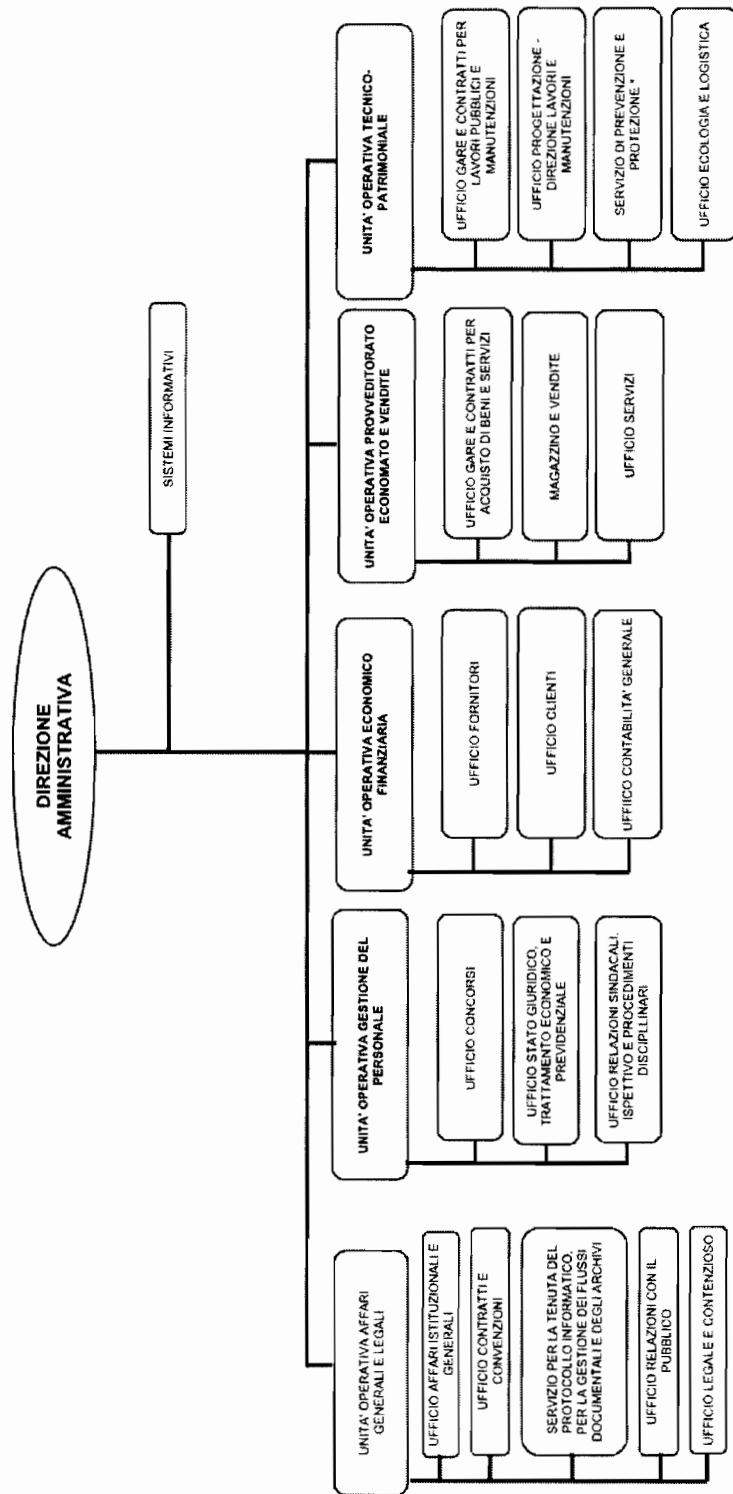 DIREZIONE
AMMINISTRATIVA
SISTEMI INFORMATIVI
UNITA' OPERATIVA AFFARI
GENERALI E LEGALI
UFFICIO AFFARI ISTITUZIONALI E
GENERALI
UFFICIO CONTRATTI E
CONVENZIONI
SERVIZIO PER LA TENUTA DEL
PROTOCOLLO INFORMATICO,
PER LA GESTIONE DEI FLUSSI
DOCUMENTALI E DEGLI ARCHIVI
UFFICIO RELAZIONI CON IL
PUBBLICO
UFFICIO LEGALE E CONTENZIOSO
UNITA' OPERATIVA GESTIONE DEL
PERSONALE
UFFICIO CONCORSI
UFFICIO STATO GIURIDICO,
TRATTAMENTO ECONOMICO E
PREVIDENZIALE
UFFICIO RELAZIONI SINDACALI,
ISPETTIVO E PROCEDIMENTI
DISCIPLINARI
UNITA' OPERATIVA ECONOMICO
FINANZIARIA
UFFICIO FORNITORI
UFFICIO CLIENTI
UFFIICO CONTABILITA' GENERALE
UNITA' OPERATIVA PROVVEDITORATO
ECONOMATO E VENDITE
UFFICIO GARE E CONTRATTI PER
ACQUISTO DI BENI E SERVIZI
MAGAZZINO E VENDITE
UFFICIO SERVIZI
UNITA' OPERATIVA TECNICO-
PATRIMONIALE
UFFICIO GARE E CONTRATTI PER
LAVORI PUBBLICI E
MANUTENZIONI
UFFICIO PROGETTAZIONE -
DIREZIONE LAVORI E
MANUTENZIONI
SERVIZIO DI PREVENZIONE E
PROTEZIONE *
UFFICIO ECOLOGIA E LOGISTICA